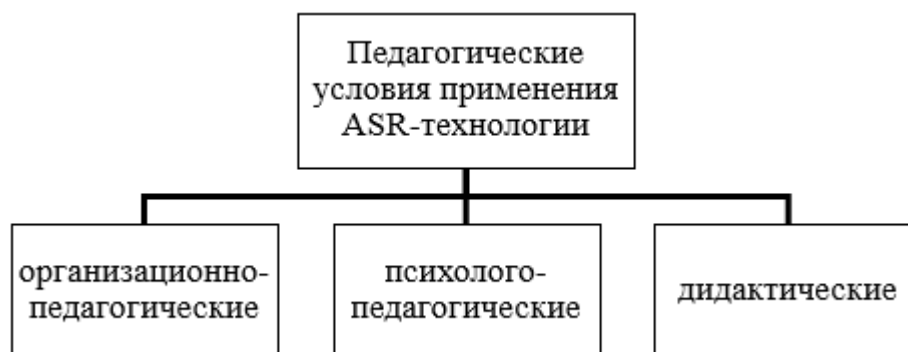 Педагогические
условия применения
ASR-технологии
организационно-
педагогические
психолого-
педагогические
дидактические